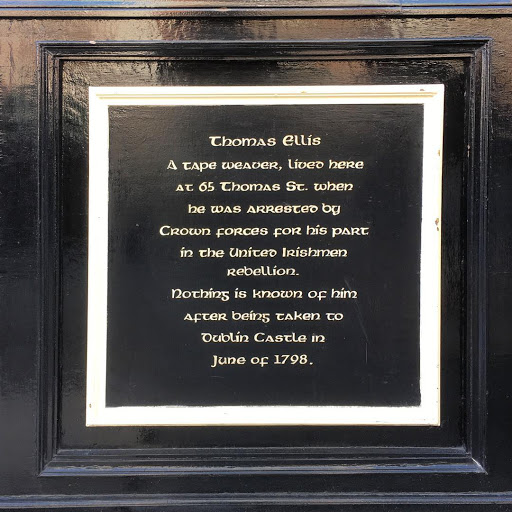 Thomas Ellis
A tape weaver, lived here
at 65 Thomas St. when
he was arrested by
Crown forces for his part
in the United Irishmen
rebellion.
Nothing is known of him
after being taken to
Dublin Castle in
June of 1798.